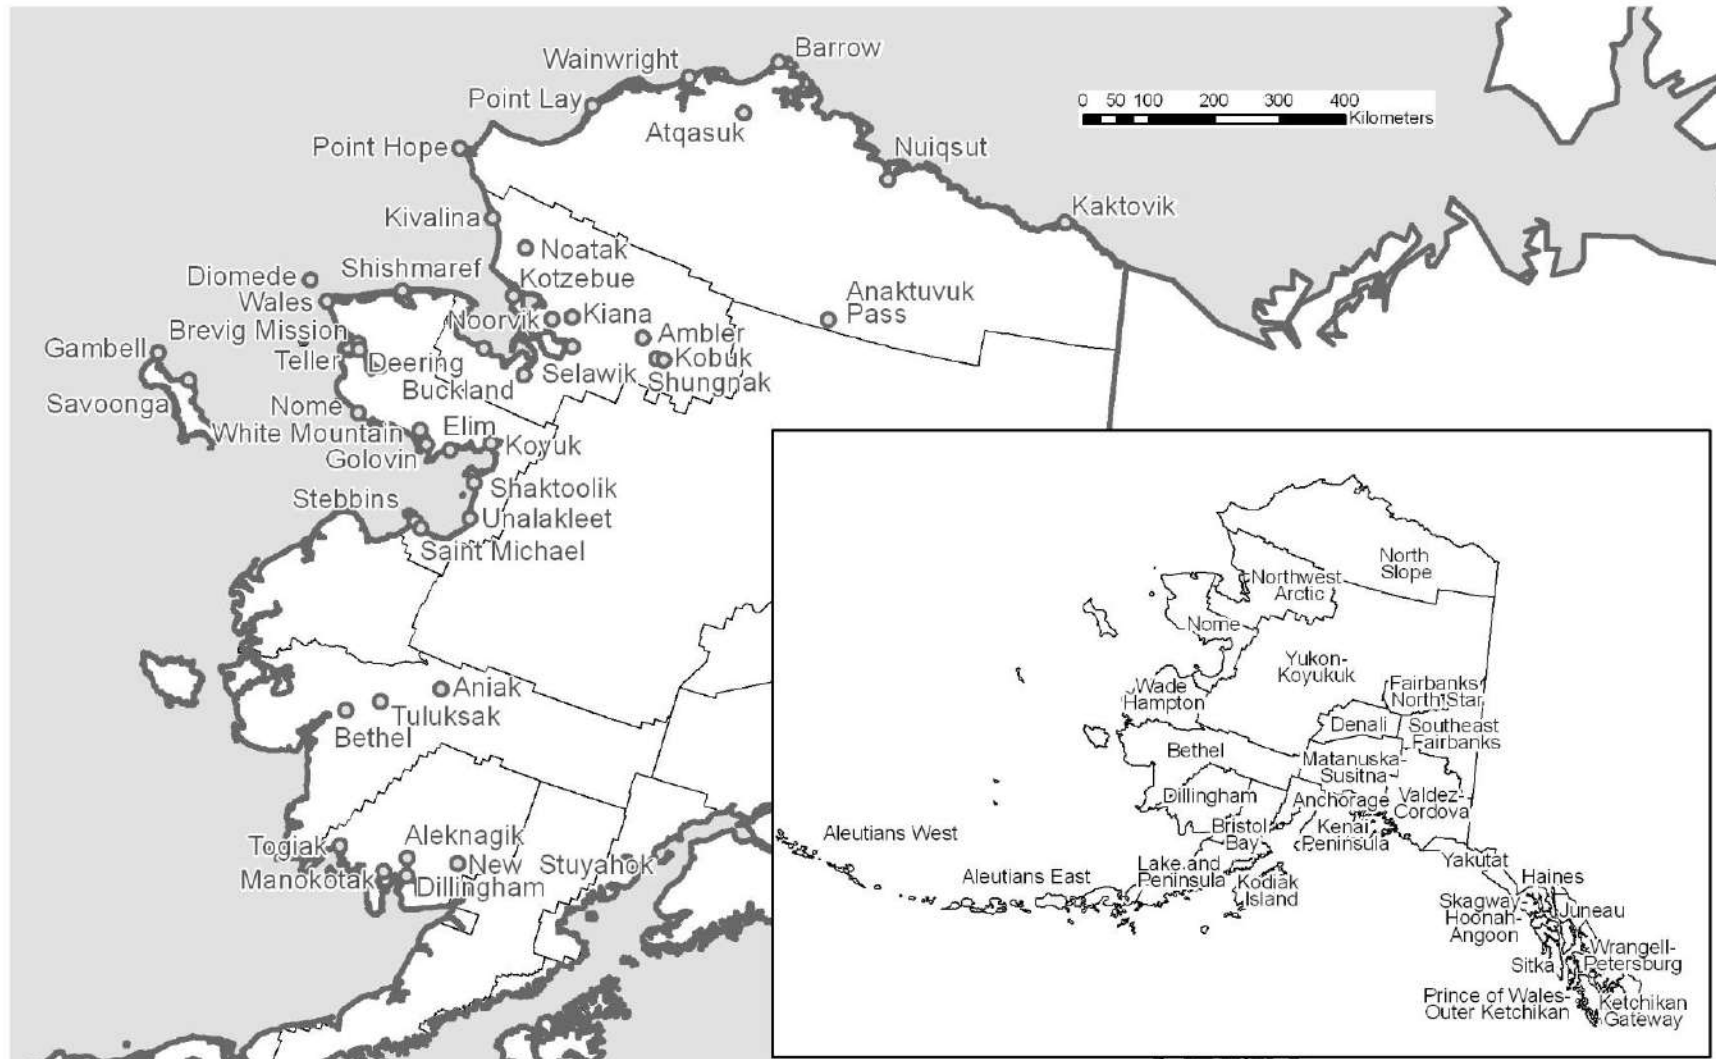 Barrow
Wainwright
Point Lay
0 50 100 200 300 400
Kilometers
Atqasuk
Point Hope
Nuiqsut
Kivalina
Kaktovik
Noatak
Shishmaref
Kotzebue
Diomede
Wales
Anaktuvuk
Pass
Noorvik
Kiana
Brevig Mission
Ambler
Gambell
Teller
Deering
Kobuk
Selawik
Shungnak
Buckland
Savoonga
Nome
White Mountain
Elim
Koyuk
Golovin
Shaktoolik
Stebbins
Unalakleet
Saint Michael
Aniak
Tuluksak
Bethel
Togiak
Aleknagik
New
Stuyahok
Manokotak
Dillingham
North
Slope
Northwest
Arctic
Nome
Yukon-
Koyukuk
Wade
Hampton
Fairbanks
North Star
Denali
Southeast
Fairbanks
Bethel
Matanuska-
Susitna
Dillingham
Anchorage
Valdez-
Cordova
Bristol
Bay
Kenai
Peninsula
Aleutians West
Yakutat
Lake and
Peninsula
Aleutians East
Kodiak
Island
Haines
Skagway-
Hoonah-
Angoon
Juneau
Wrangell-
Petersburg
Sitka
Prince of Wales-
Outer Ketchikan
Ketchikan
Gateway